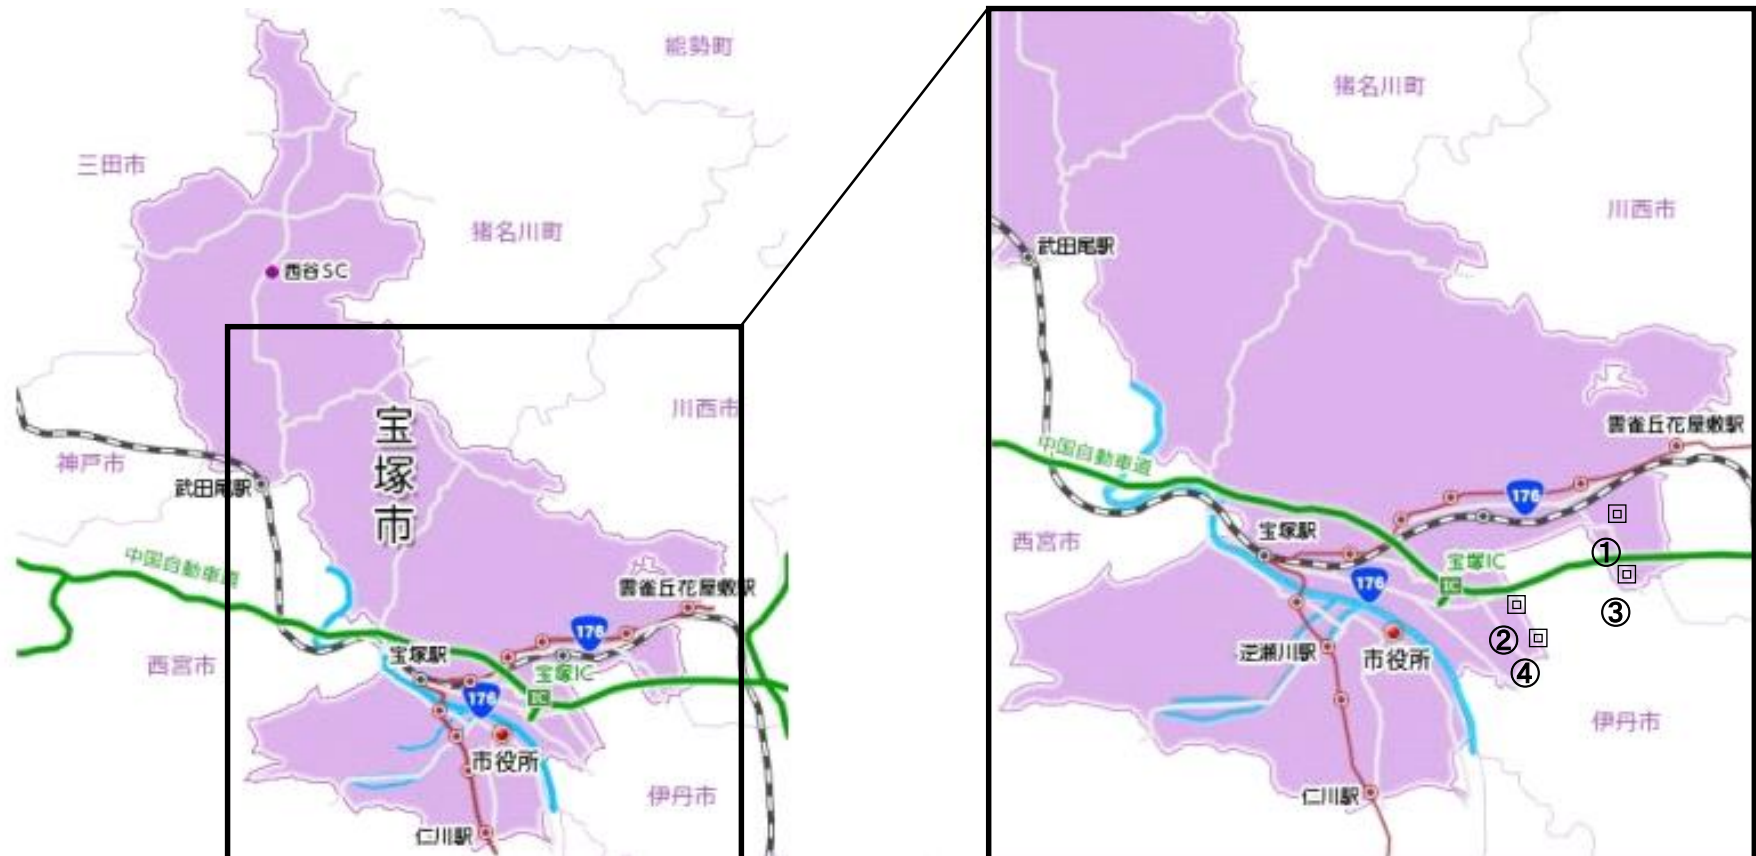 能勢町
三田市
猪名川町
西谷SC
川西市
宝塚市
神戸市
武田尾駅
中国自動車道
雲雀丘花屋敷駅
176
西宮市
宝塚駅
宝塚IC
IC
176
市役所
伊丹市
仁川駅
猪名川町
川西市
武田尾駅
雲雀丘花屋敷駅
中国自動車道
176
西宮市
宝塚駅
①
宝塚IC
IC
176
③
②
逆瀬川駅
市役所
④
伊丹市
仁川駅